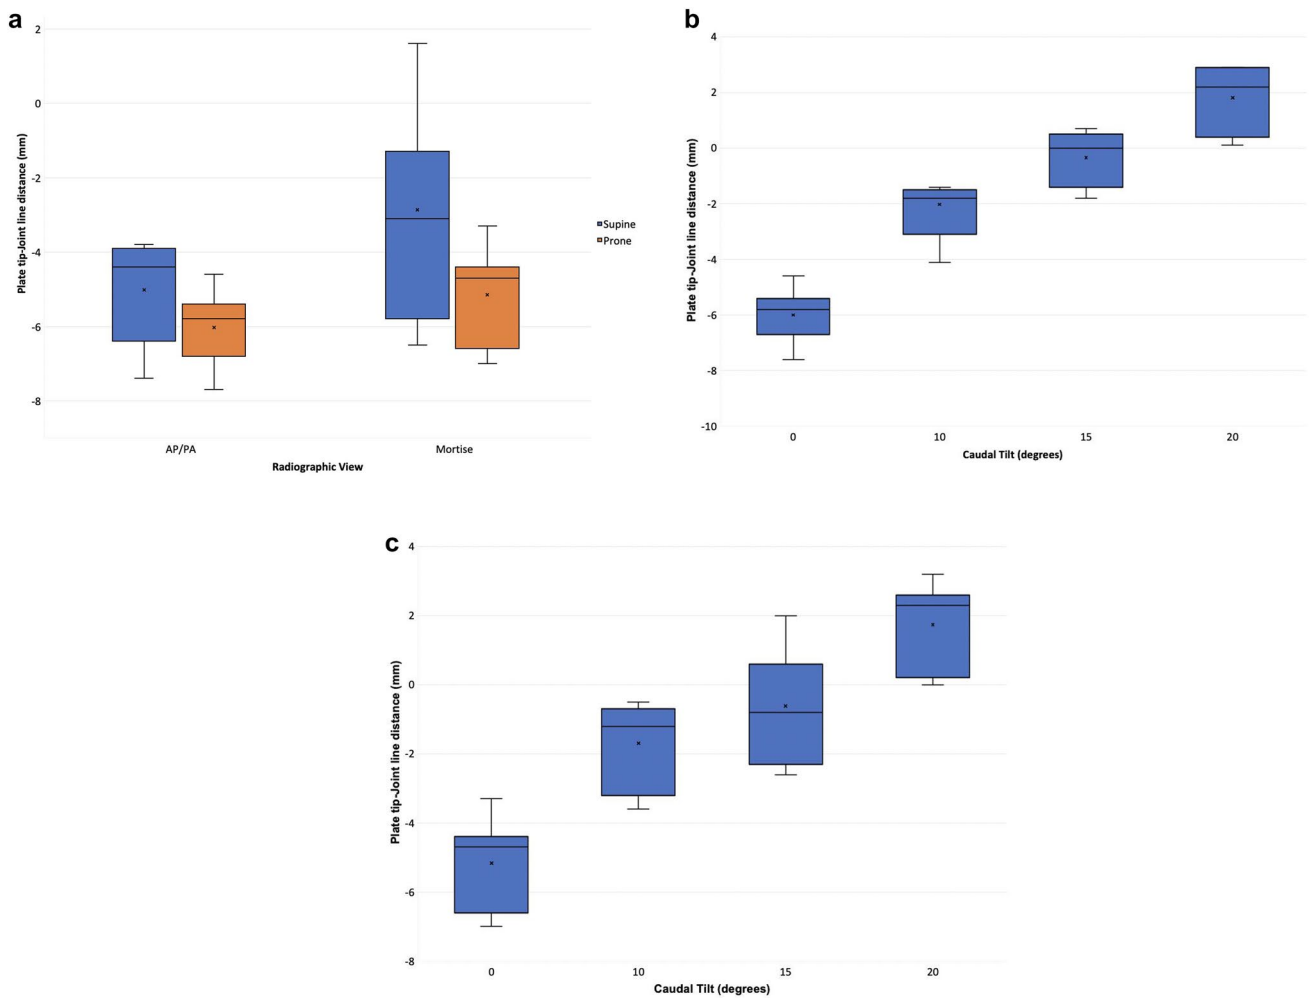 a
Plate tip-Joint line distance (mm)
2
0
-2
-4
-6
-8
AP/PA Mortise
Radiographic View
Supine
Prone
b
Plate tip-Joint line distance (mm)
4
2
0
-2
-4
-6
-8
-10
0 10 15 20
Caudal Tilt (degrees)
c
Plate tip-Joint line distance (mm)
4
2
0
-2
-4
-6
-8
0 10 15 20
Caudal Tilt (degrees)